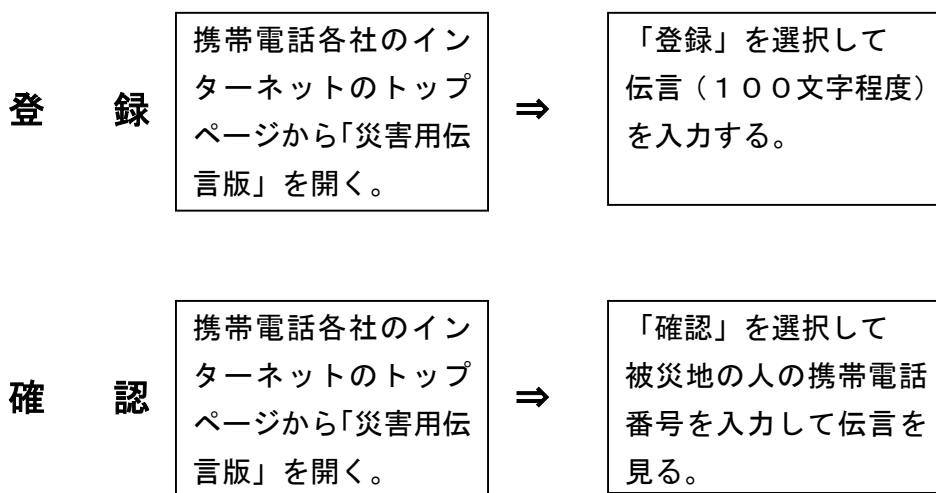 登　録
携帯電話各社のイン
ターネットのトップ
ページから「災害用伝
言版」を開く。
⇒
「登録」を選択して
伝言（１００文字程度）
を入力する。
確　認
携帯電話各社のイン
ターネットのトップ
ページから「災害用伝
言版」を開く。
⇒
「確認」を選択して
被災地の人の携帯電話
番号を入力して伝言を
見る。